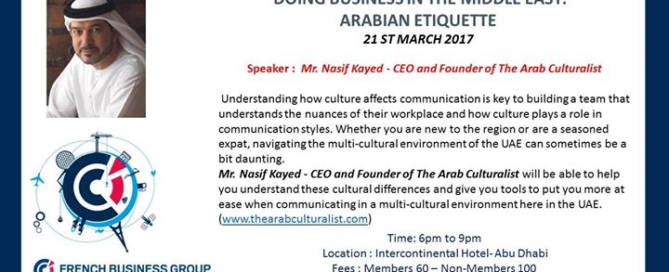 DOING BUSINESS IN THE MIDDLE EAST:
ARABIAN ETIQUETTE
21 ST MARCH 2017
Speaker : Mr. Nasif Kayed - CEO and Founder of The Arab Culturalist
Understanding how culture affects communication is key to building a team that
understands the nuances of their workplace and how culture plays a role in
communication styles. Whether you are new to the region or are a seasoned
expat, navigating the multi-cultural environment of the UAE can sometimes be a
bit daunting.
Mr. Nasif Kayed - CEO and Founder of The Arab Culturalist will be able to help
you understand these cultural differences and give you tools to put you more at
ease when communicating in a multi-cultural environment here in the UAE.
(www.thearabculturalist.com)
Time: 6pm to 9pm
Location : Intercontinental Hotel- Abu Dhabi
Fees : Members 60 – Non-Members 100
FRENCH BUSINESS GROUP